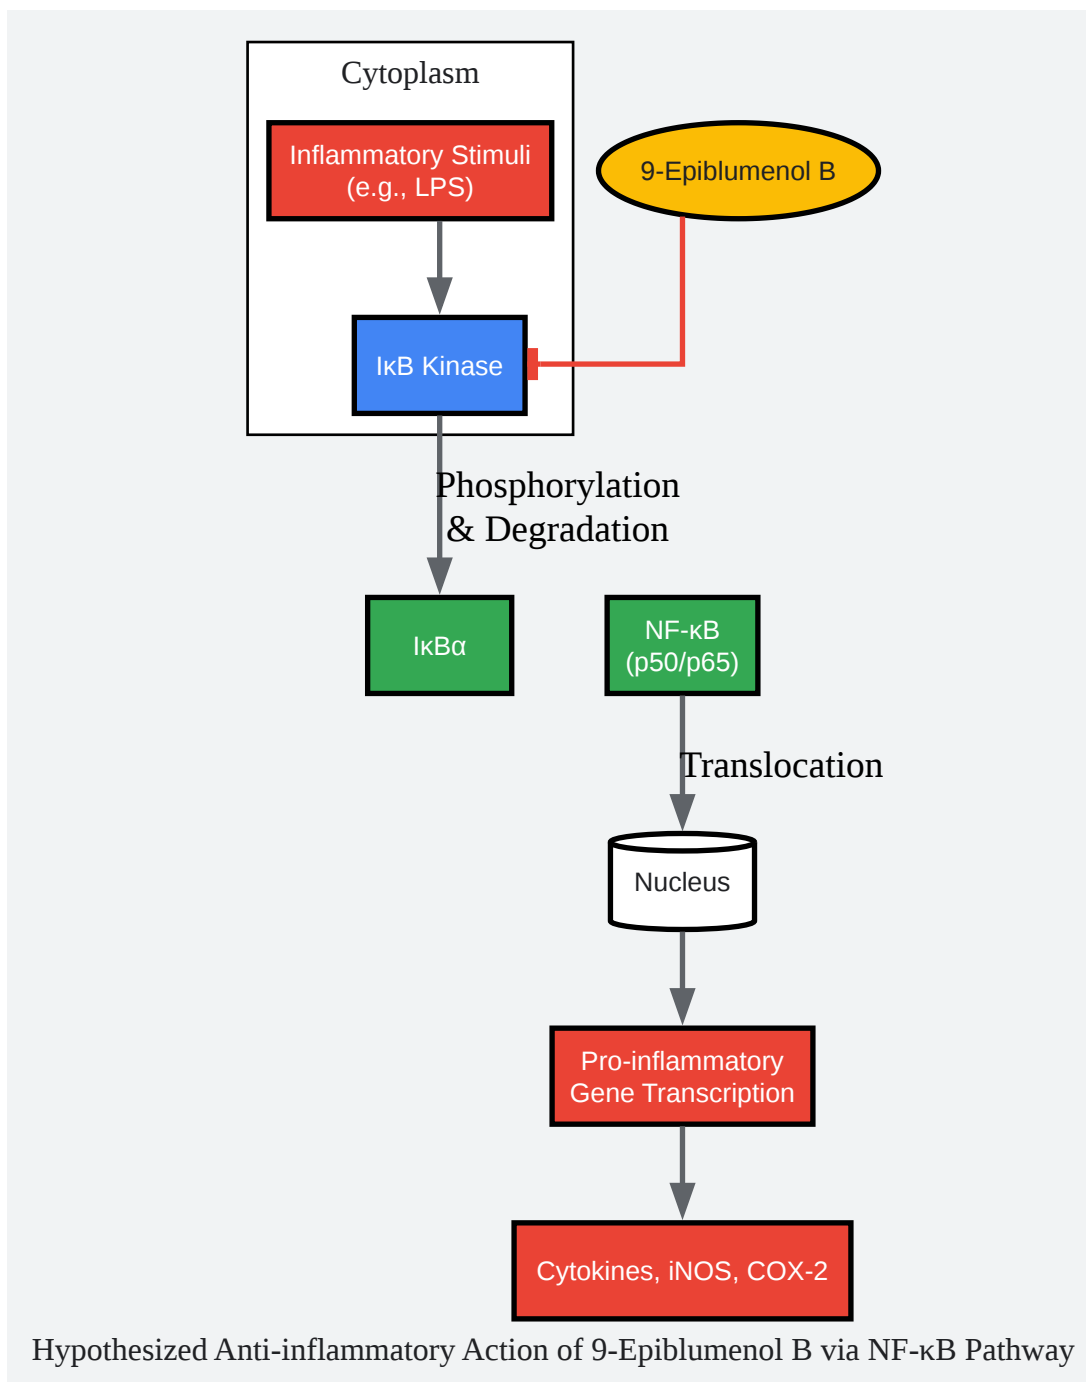 Cytoplasm
Inflammatory Stimuli
(e.g., LPS)
9-Epiblumenol B
IκB Kinase
Phosphorylation
& Degradation
IκBα
NF-κB
(p50/p65)
Translocation
Nucleus
Pro-inflammatory
Gene Transcription
Cytokines, iNOS, COX-2
Hypothesized Anti-inflammatory Action of 9-Epiblumenol B via NF-κB Pathway